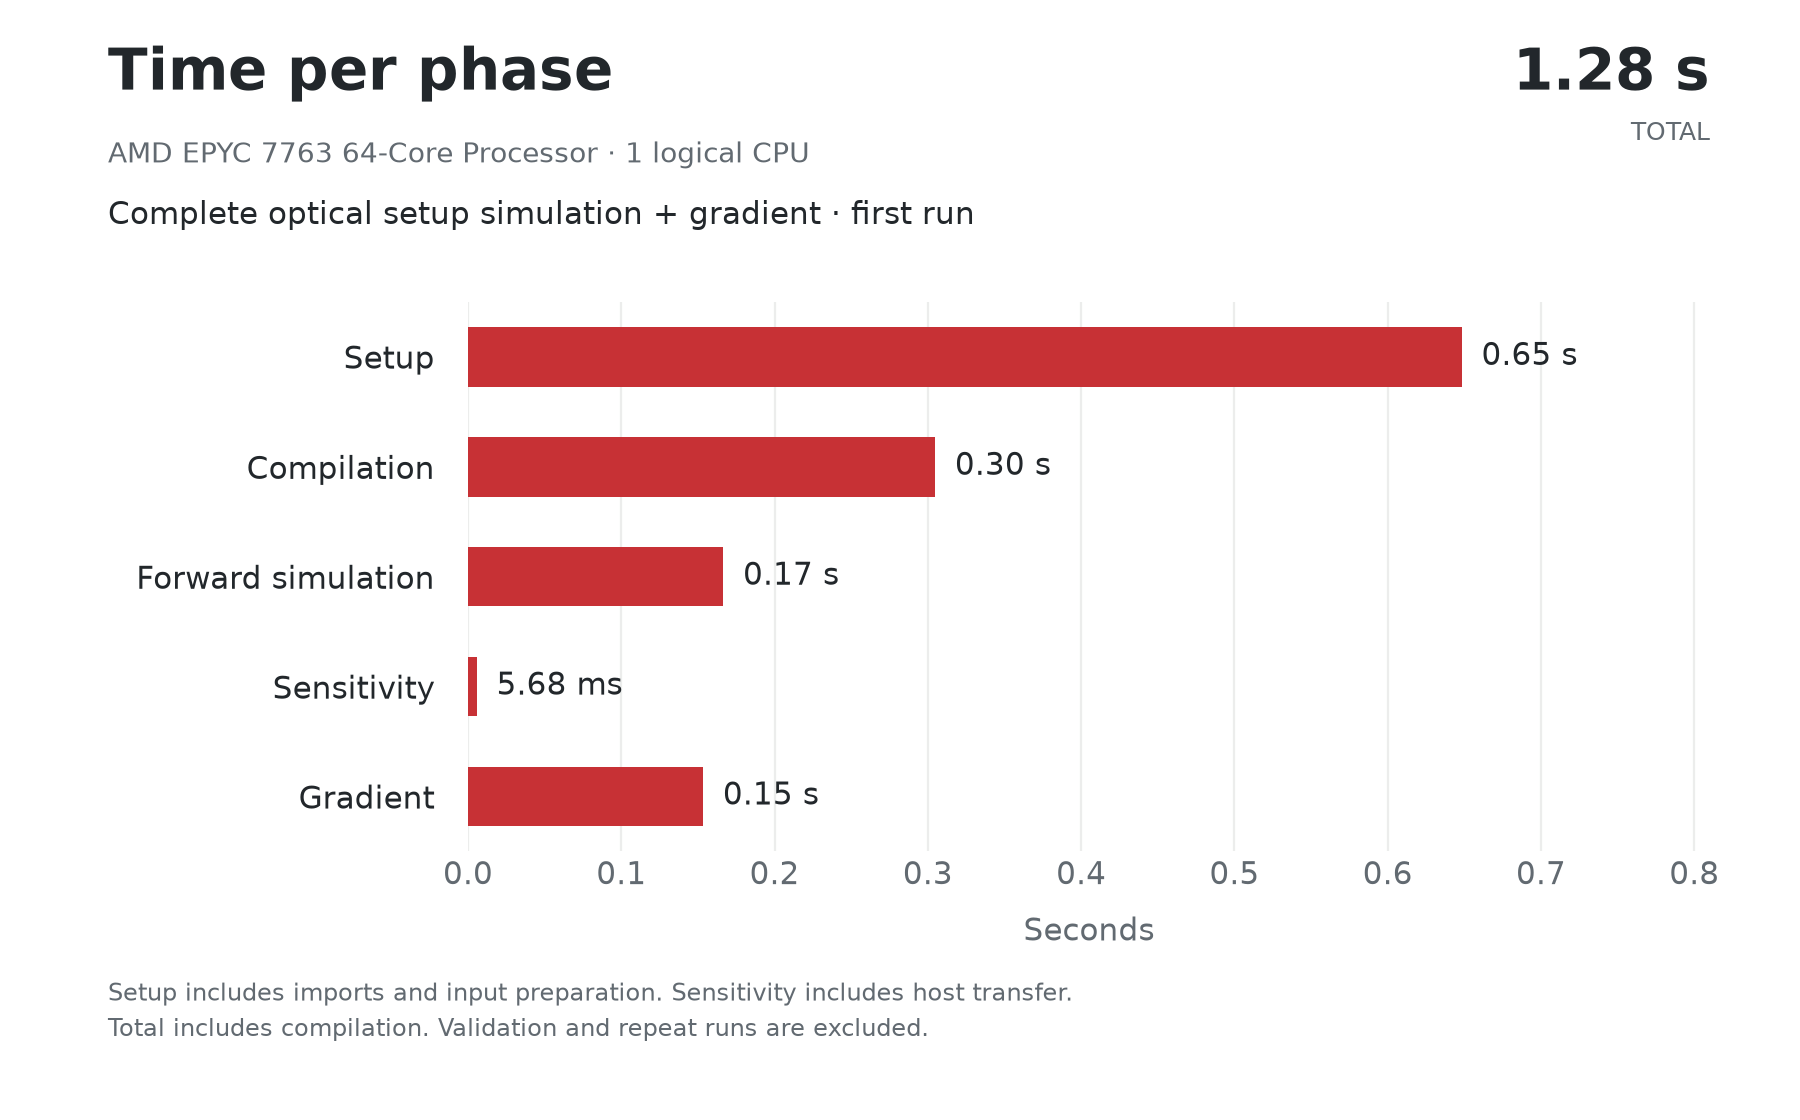 Time per phase
1.28 s
TOTAL
AMD EPYC 7763 64-Core Processor · 1 logical CPU
Complete optical setup simulation + gradient · first run
Setup
0.65 s
Compilation
0.30 s
Forward simulation
0.17 s
Sensitivity
5.68 ms
Gradient
0.15 s
0.0 0.1 0.2 0.3 0.4 0.5 0.6 0.7 0.8
Seconds
Setup includes imports and input preparation. Sensitivity includes host transfer.
Total includes compilation. Validation and repeat runs are excluded.